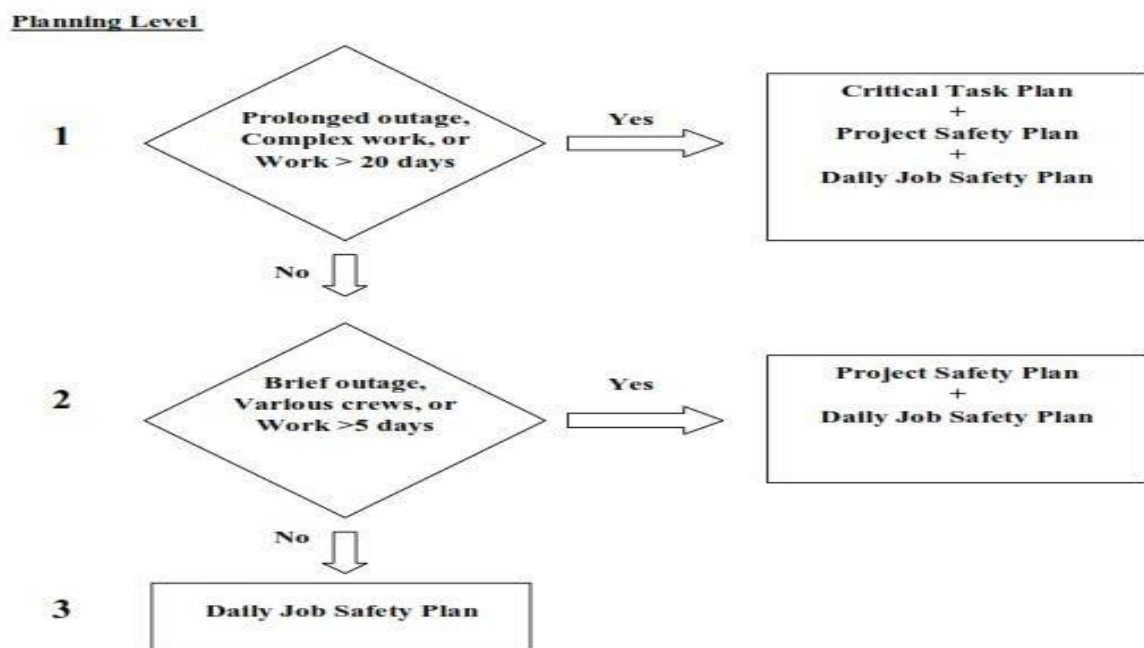 Planning Level
1
Prolonged outage,
Complex work, or
Work > 20 days
Yes
Critical Task Plan
+
Project Safety Plan
+
Daily Job Safety Plan
No
2
Brief outage,
Various crews, or
Work >5 days
Yes
Project Safety Plan
+
Daily Job Safety Plan
No
3
Daily Job Safety Plan